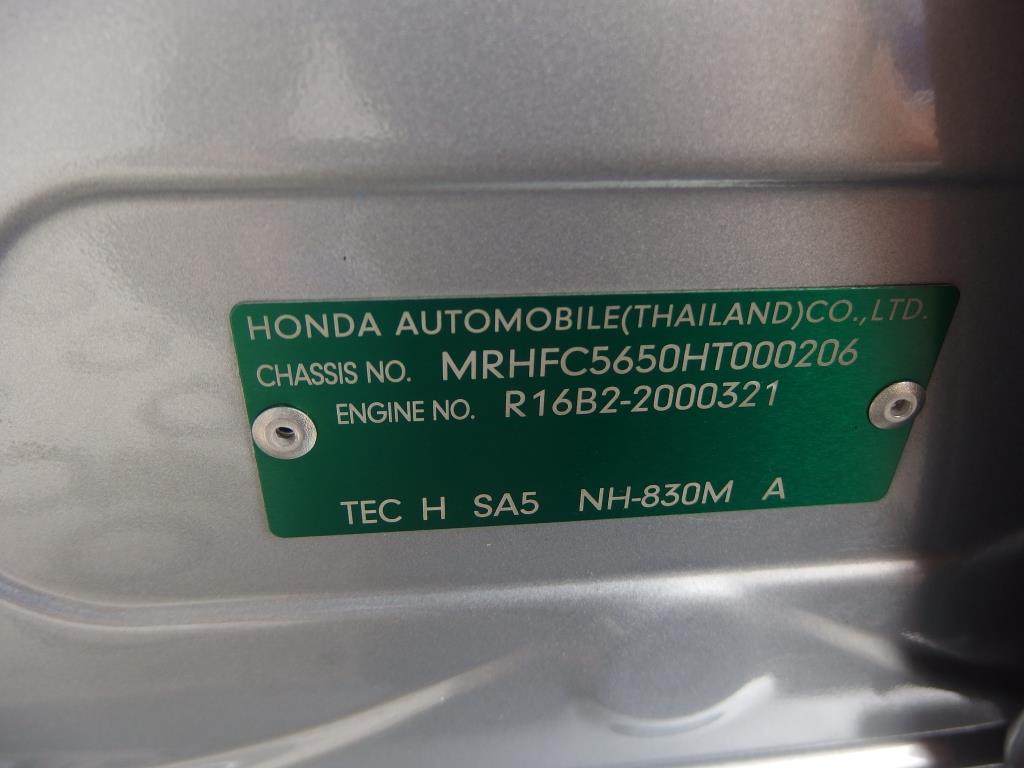 HONDA AUTOMOBILE(THAILAND)CO.,LTD.
CHASSIS NO. MRHFC5650HT000206
ENGINE NO. R16B2-2000321
TEC H SA5 NH-830M A